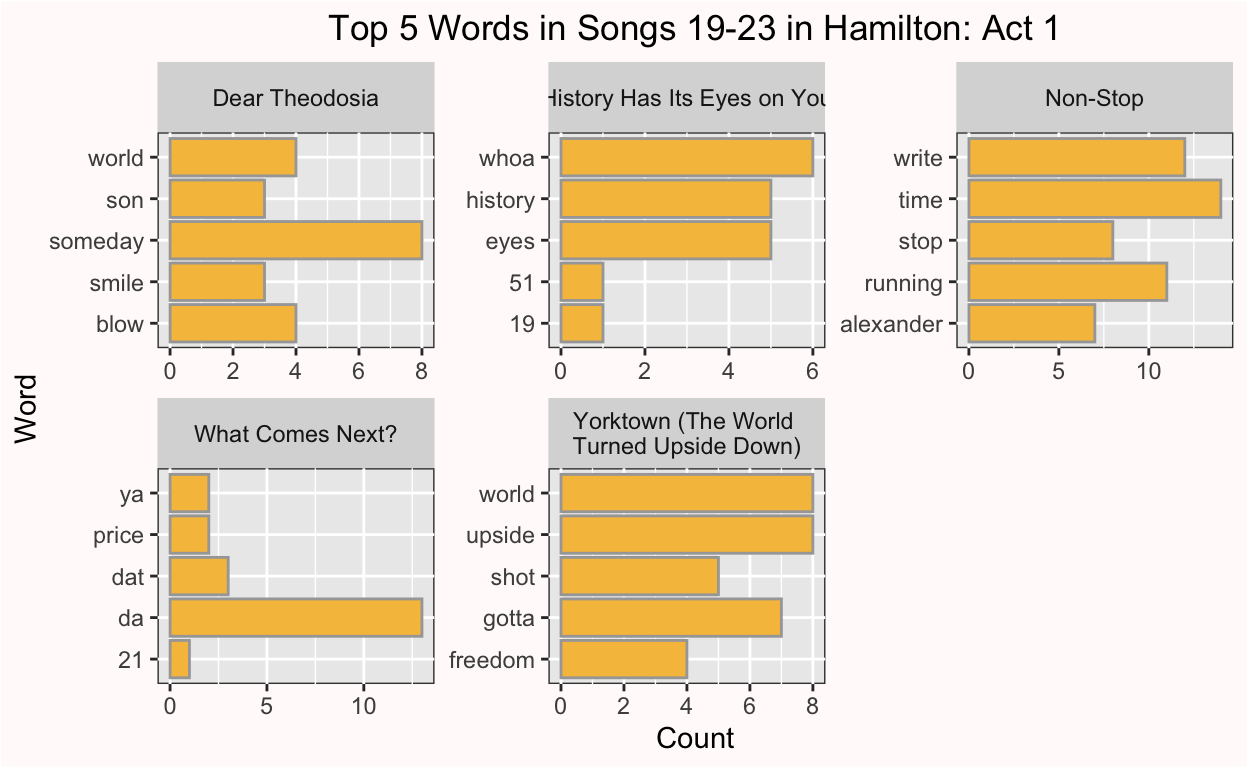 Top 5 Words in Songs 19-23 in Hamilton: Act 1
Dear Theodosia
world
son
someday
smile
blow
0 2 4 6 8
History Has Its Eyes on You
whoa
history
eyes
51
19
0 2 4 6
Non-Stop
write
time
stop
running
alexander
0 5 10
Word
What Comes Next?
ya
price
dat
da
21
0 5 10
Yorktown (The World
Turned Upside Down)
world
upside
shot
gotta
freedom
0 2 4 6 8
Count